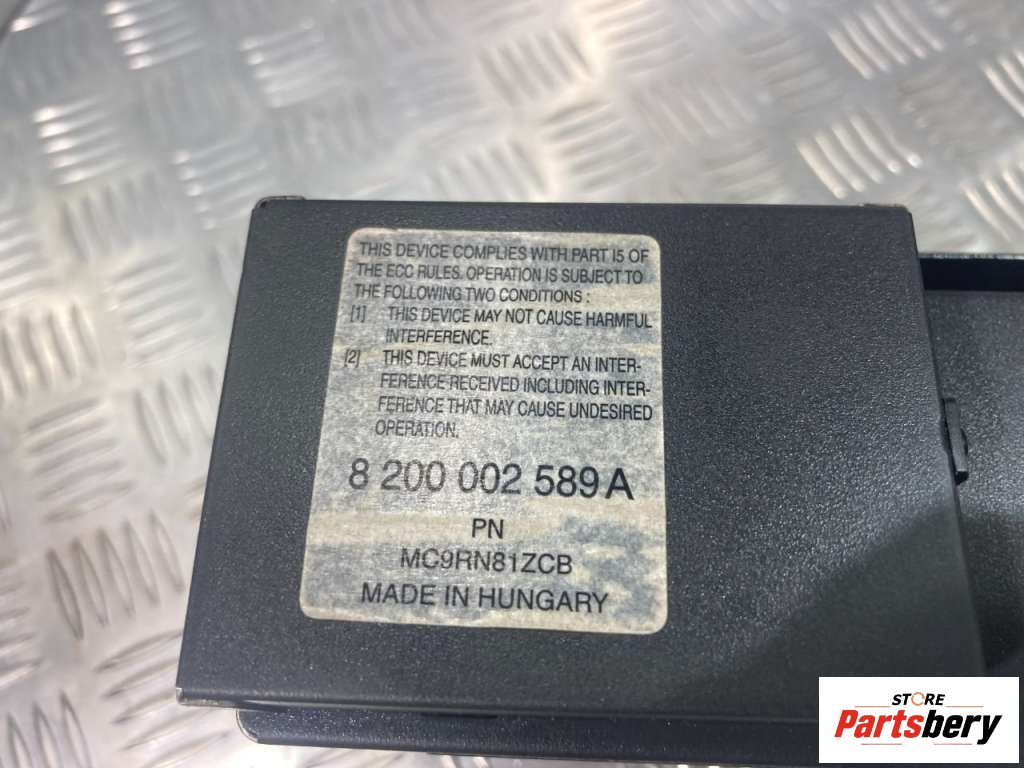 THIS DEVICE COMPLIES WITH PART I5 OF
THE ECC RULES. OPERATION IS SUBJECT TO
THE FOLLOWING TWO CONDITIONS :
[1] THIS DEVICE MAY NOT CAUSE HARMFUL
INTERFERENCE.
[2] THIS DEVICE MUST ACCEPT AN INTER-
FERENCE RECEIVED INCLUDING INTER-
FERENCE THAT MAY CAUSE UNDESIRED
OPERATION.
8 200 002 589 A
PN
MC9RN81ZCB
MADE IN HUNGARY
STORE
Partsbery